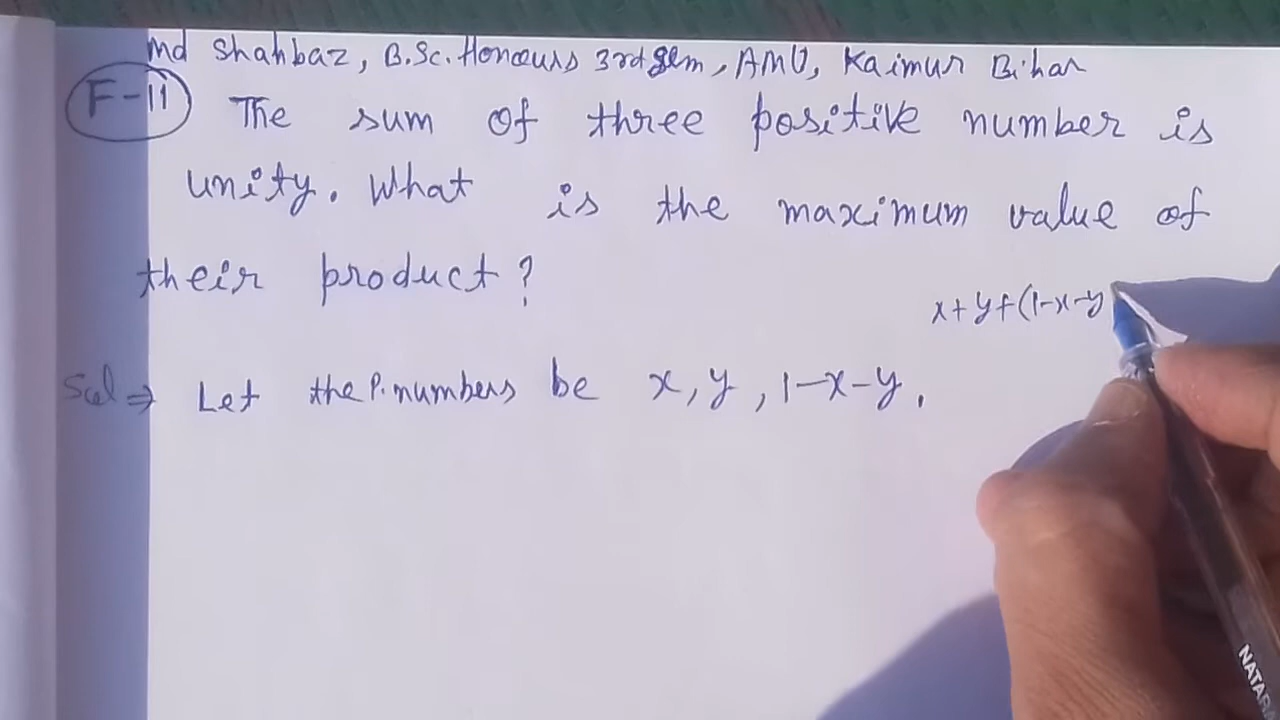 md Shahbaz, B.Sc. Honours 3rd sem, AMU, Kaimur Bihar
F-11 The sum of three positive number is
unity. What is the maximum value of
their product?
x+y+(1-x-y
Sol ⇒ Let the P. numbers be x, y, 1-x-y.
NATARA